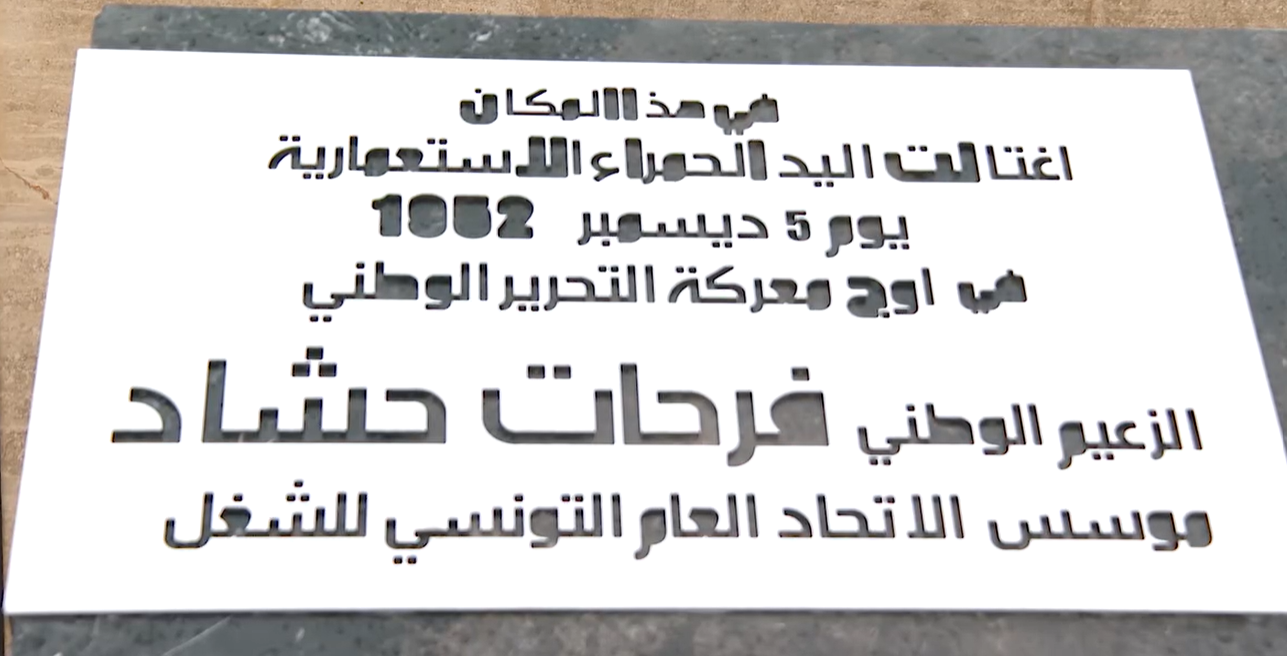 في هذا المكان
اغتالت اليد الحمراء الاستعمارية
يوم 5 ديسمبر 1952
في اوج معركة التحرير الوطني
الزعيم الوطني فرحات حشاد
موسس الاتحاد العام التونسي للشغل